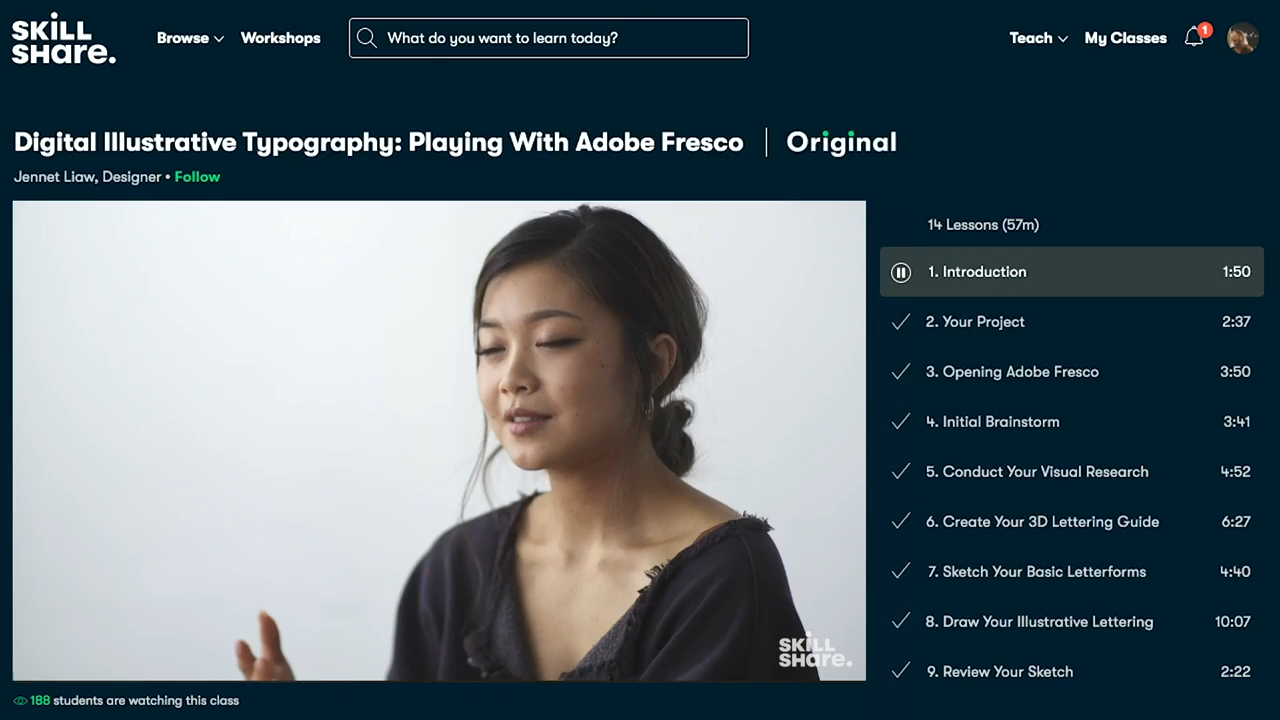 SKiLL
SHare.
Browse
Workshops
What do you want to learn today?
Teach
My Classes
1
Digital Illustrative Typography: Playing With Adobe Fresco | Original
Jennet Liaw, Designer • Follow
14 Lessons (57m)
1. Introduction 1:50
2. Your Project 2:37
3. Opening Adobe Fresco 3:50
4. Initial Brainstorm 3:41
5. Conduct Your Visual Research 4:52
6. Create Your 3D Lettering Guide 6:27
7. Sketch Your Basic Letterforms 4:40
8. Draw Your Illustrative Lettering 10:07
9. Review Your Sketch 2:22
SKiLL
SHare.
188 students are watching this class